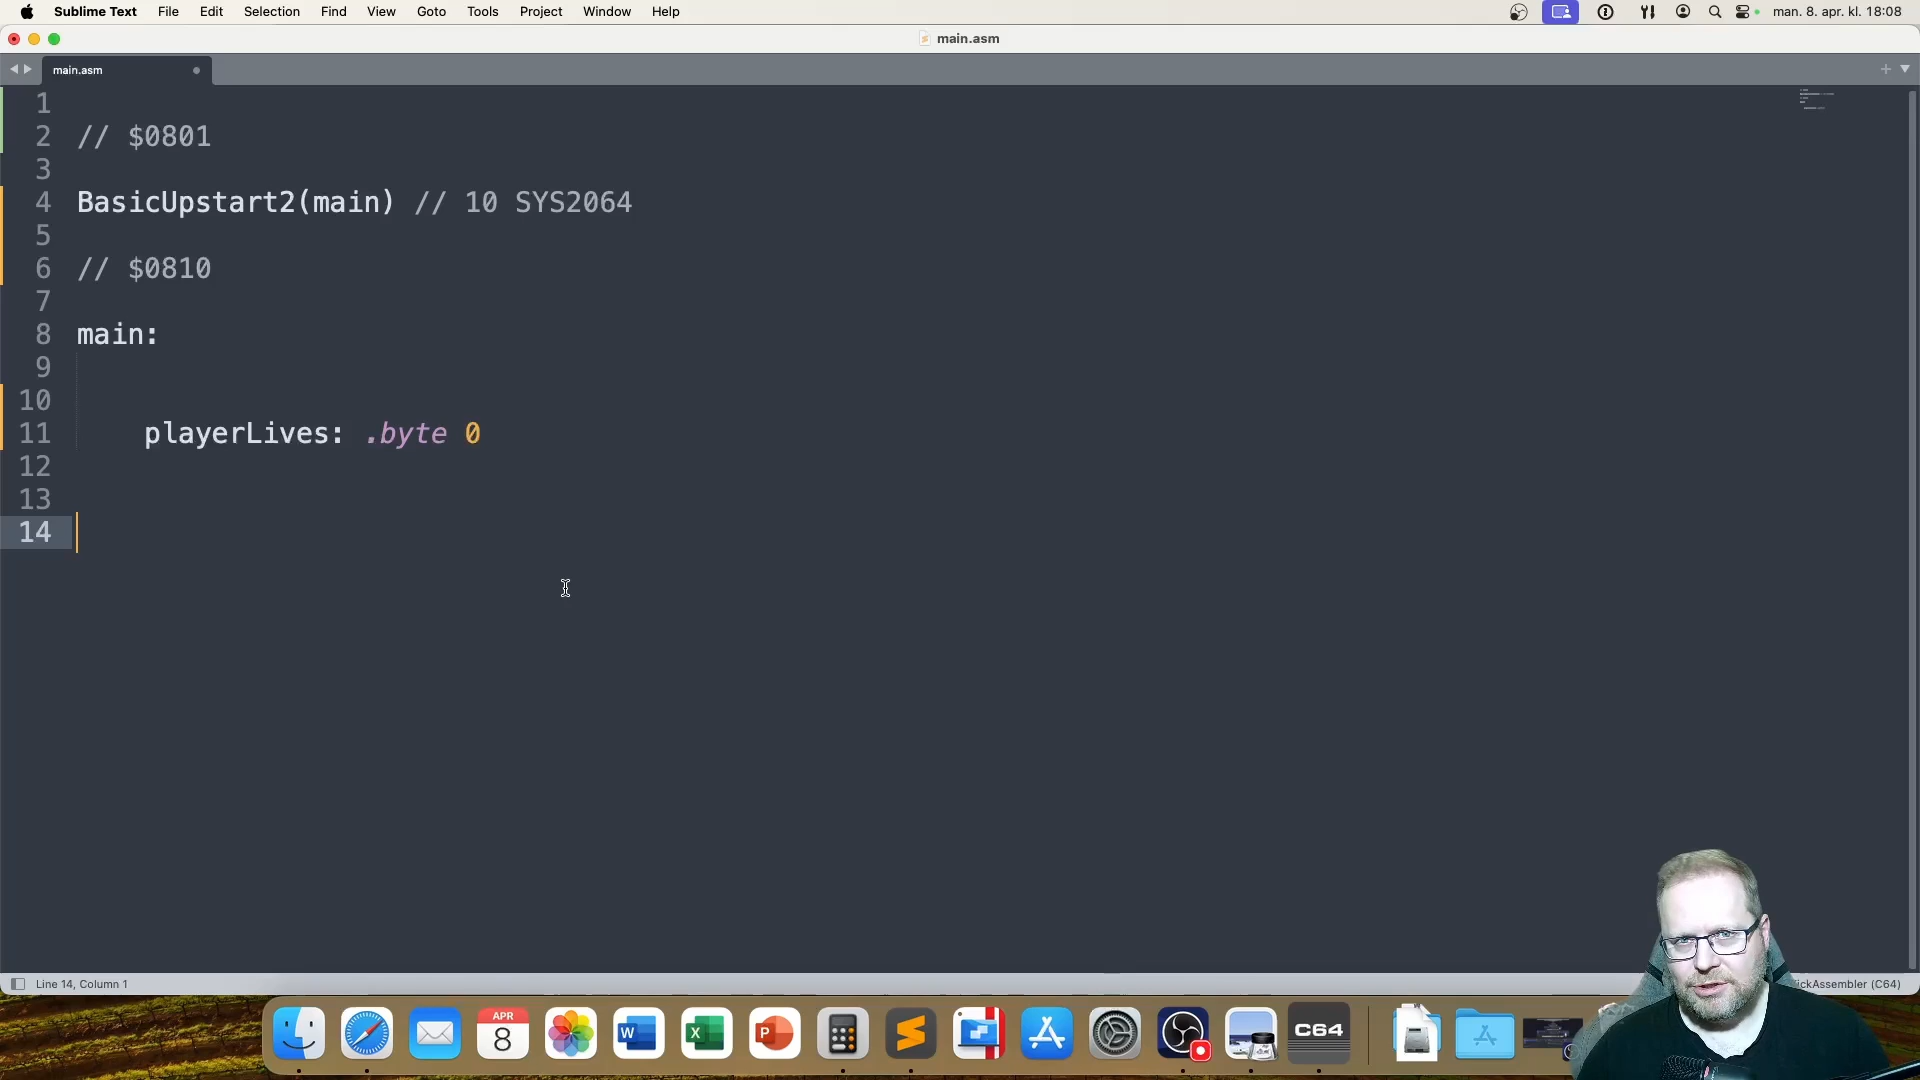 Sublime Text File Edit Selection Find View Goto Tools Project Window Help man. 8. apr. kl. 18:08
main.asm
main.asm
1
2 // $0801
3
4 BasicUpstart2(main) // 10 SYS2064
5
6 // $0810
7
8 main:
9
10
11 playerLives: .byte 0
12
13
14
Line 14, Column 1
ickAssembler (C64)
APR
8
W
X
P
C64